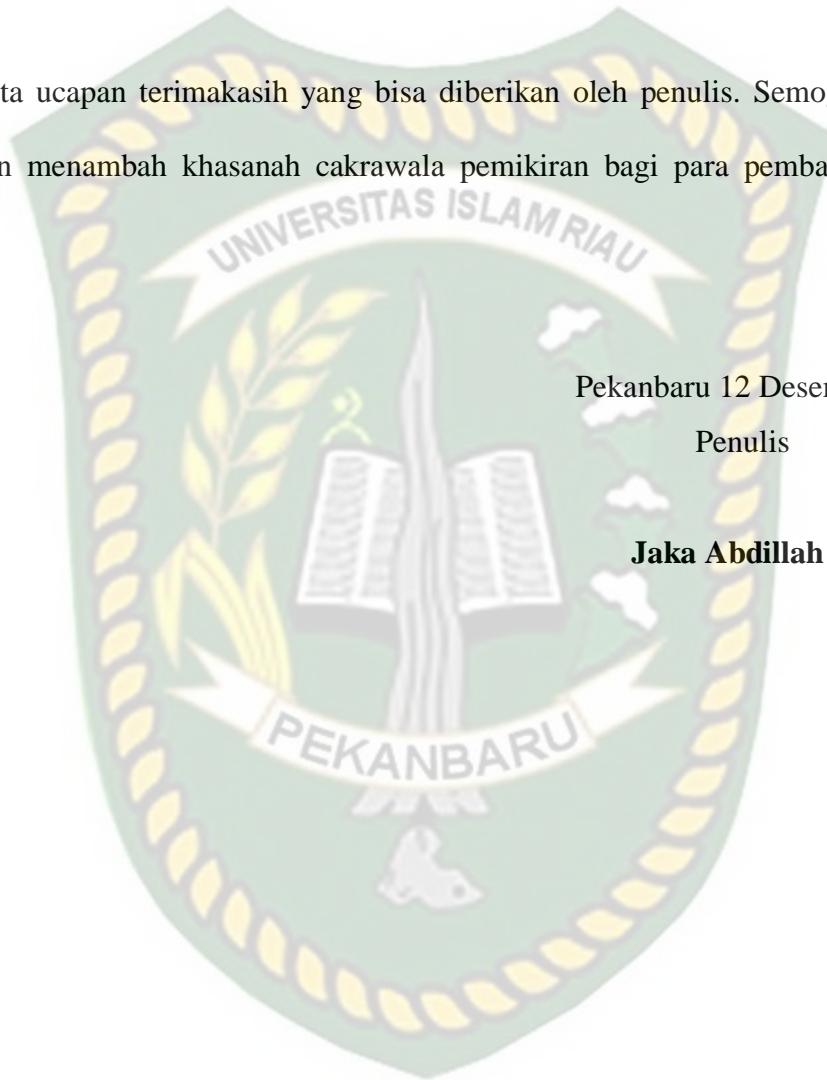 ta ucapan terimakasih yang bisa diberikan oleh penulis. Semo
n menambah khasanah cakrawala pemikiran bagi para pemba
UNIVERSITAS ISLAM RIAU
Pekanbaru 12 Desem
Penulis
Jaka Abdillah
PEKANBARU